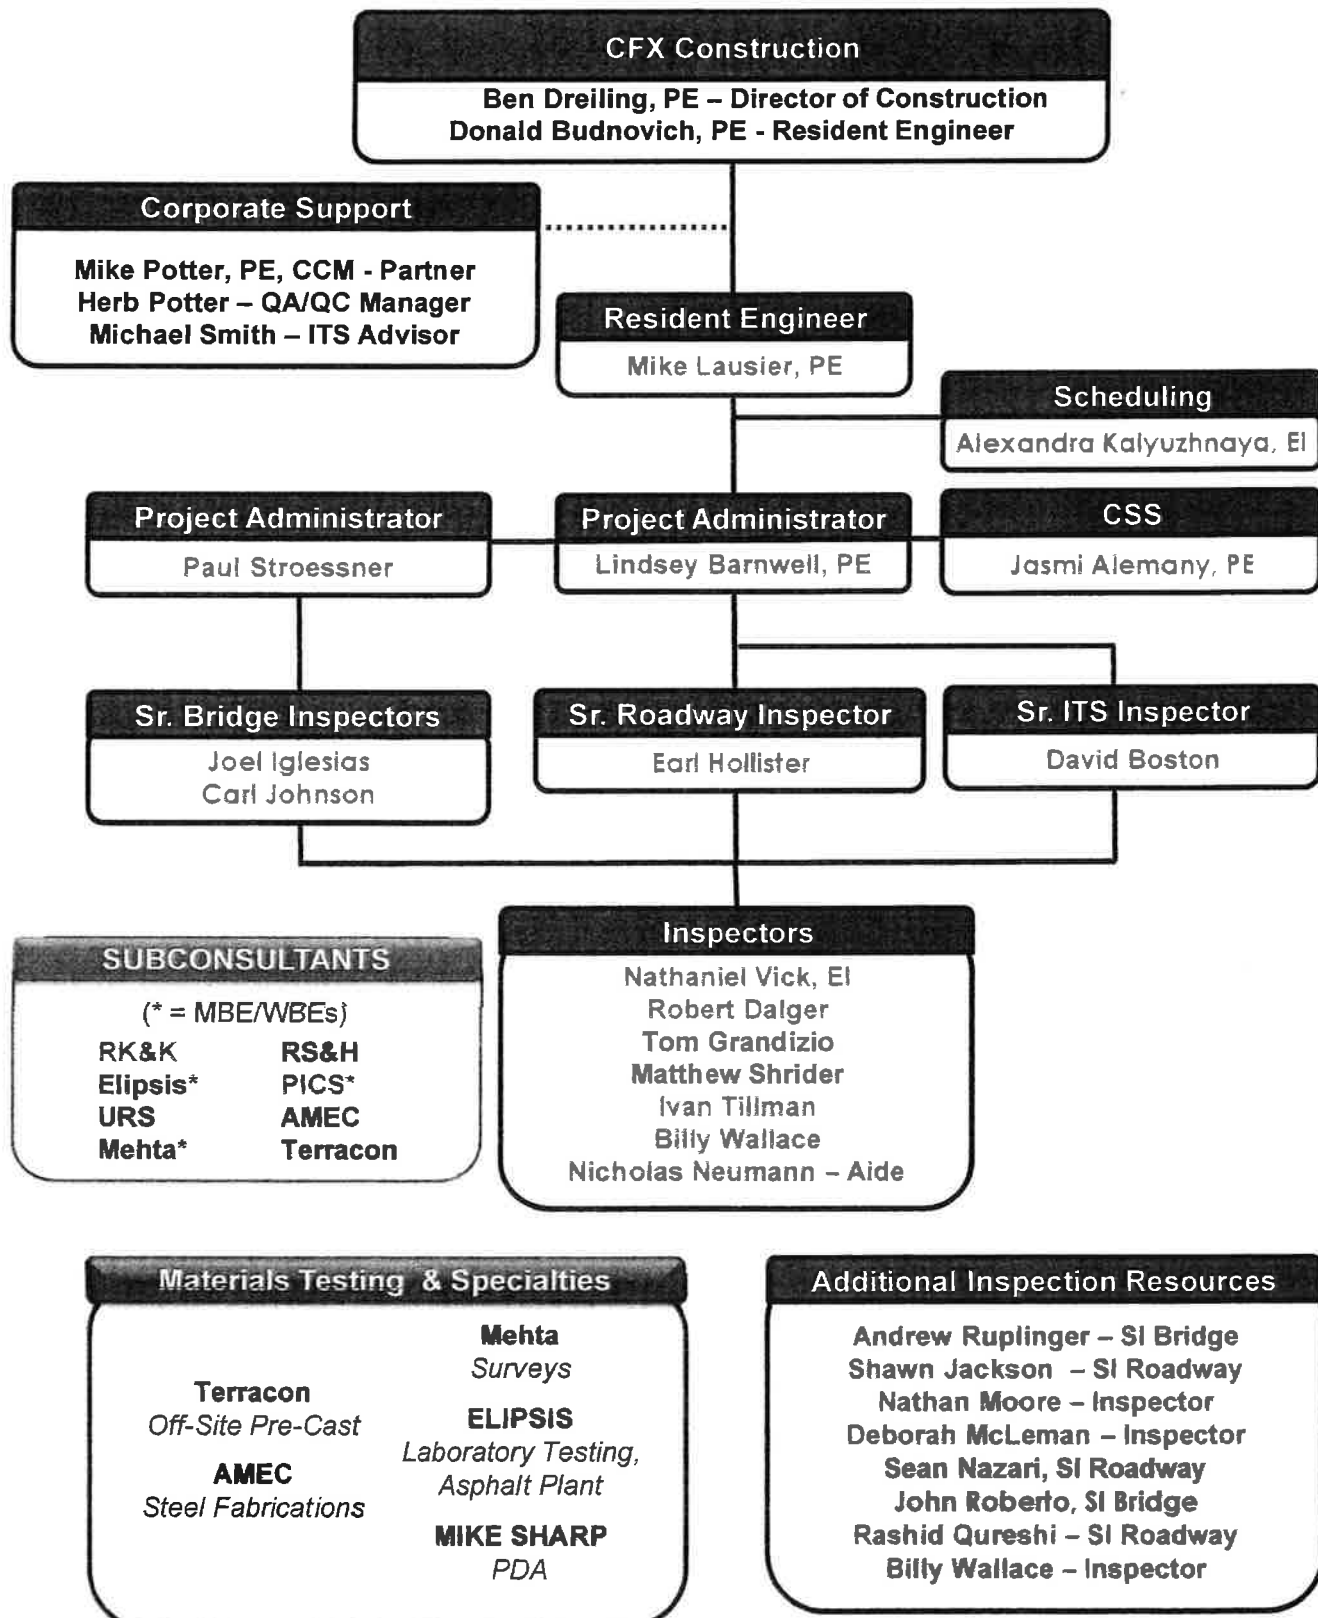 CFX Construction
Ben Dreiling, PE – Director of Construction
Donald Budnovich, PE - Resident Engineer
Corporate Support
Mike Potter, PE, CCM - Partner
Herb Potter – QA/QC Manager
Michael Smith – ITS Advisor
Resident Engineer
Mike Lausier, PE
Scheduling
Alexandra Kalyuzhnaya, EI
Project Administrator
Paul Stroessner
Project Administrator
Lindsey Barnwell, PE
CSS
Jasmi Alemany, PE
Sr. Bridge Inspectors
Joel Iglesias
Carl Johnson
Sr. Roadway Inspector
Earl Hollister
Sr. ITS Inspector
David Boston
Inspectors
Nathaniel Vick, EI
Robert Dalger
Tom Grandizio
Matthew Shrider
Ivan Tillman
Billy Wallace
Nicholas Neumann – Aide
SUBCONSULTANTS
(* = MBE/WBEs)
RK&K RS&H
Elipsis* PICS*
URS AMEC
Mehta* Terracon
Materials Testing & Specialties
Terracon
Off-Site Pre-Cast
AMEC
Steel Fabrications
Mehta
Surveys
ELIPSIS
Laboratory Testing,
Asphalt Plant
MIKE SHARP
PDA
Additional Inspection Resources
Andrew Ruplinger – SI Bridge
Shawn Jackson – SI Roadway
Nathan Moore – Inspector
Deborah McLeman – Inspector
Sean Nazari, SI Roadway
John Roberto, SI Bridge
Rashid Qureshi – SI Roadway
Billy Wallace – Inspector